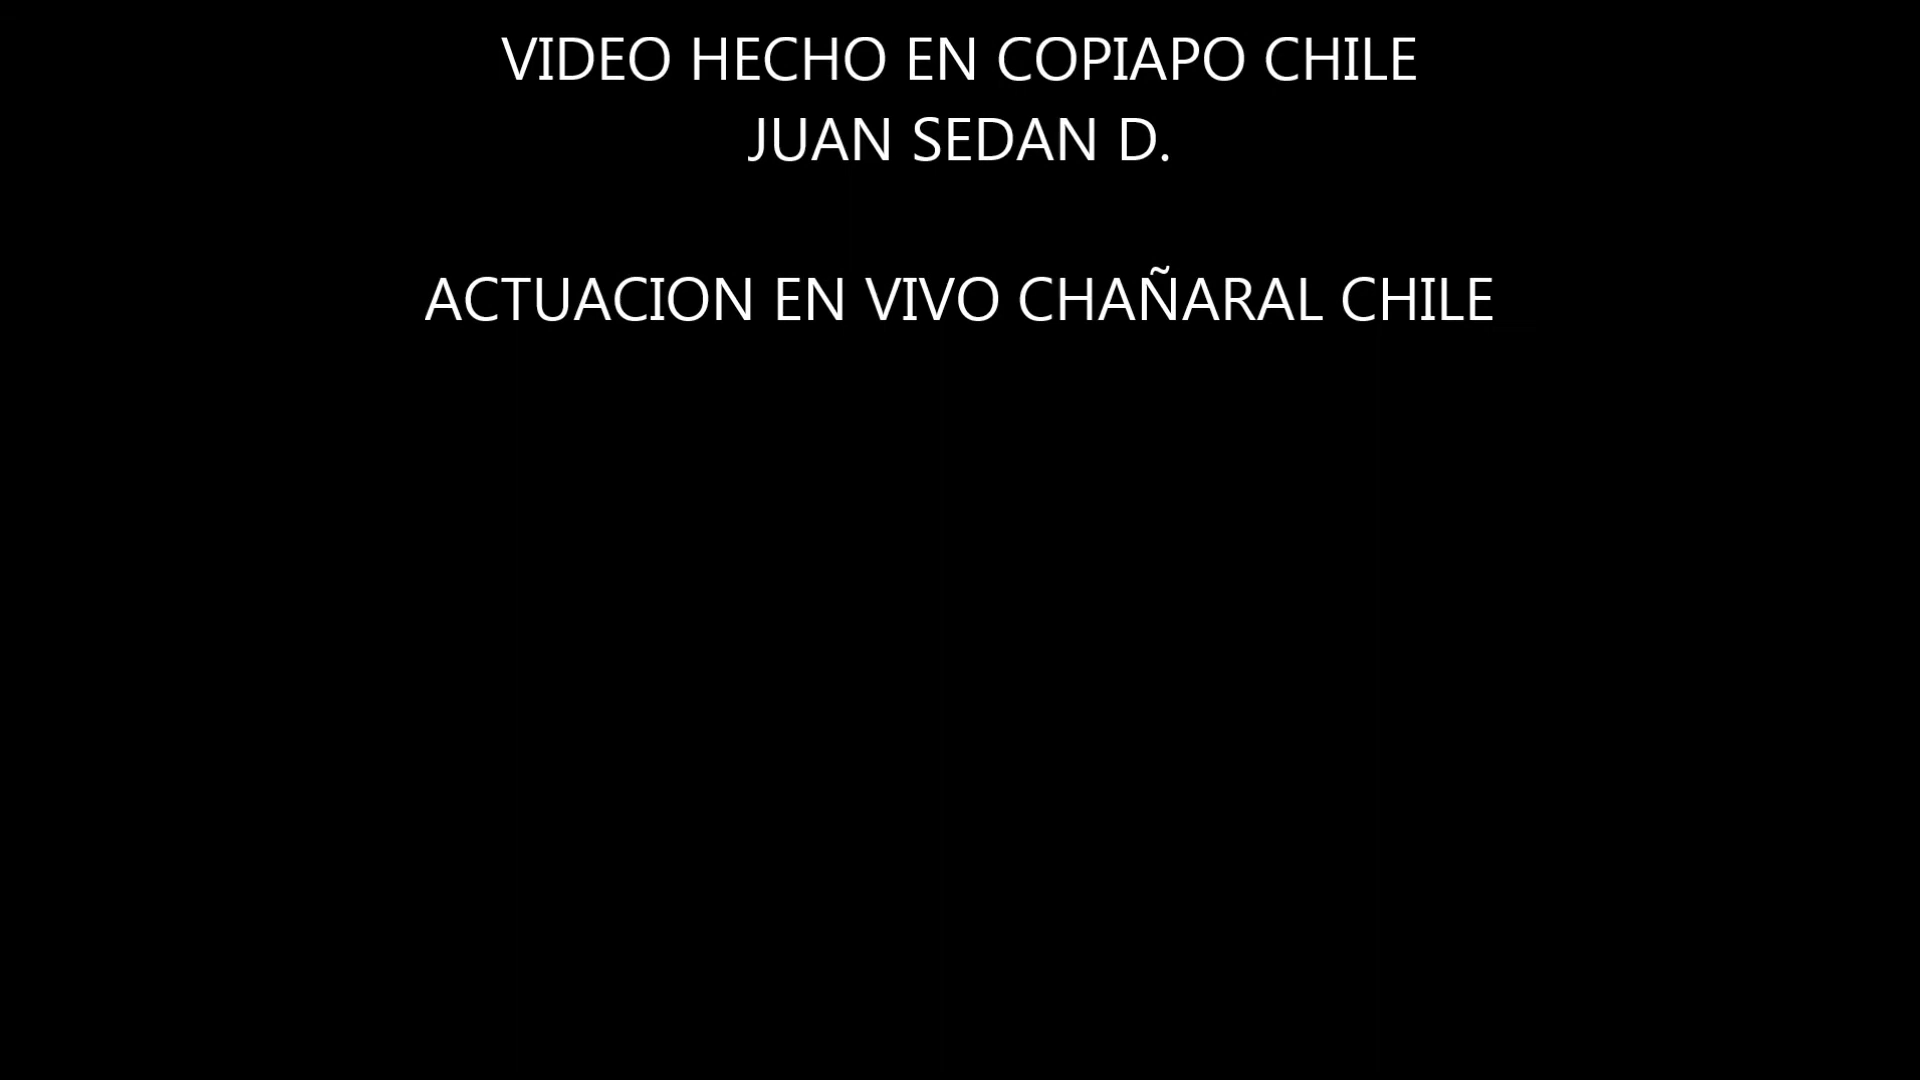 VIDEO HECHO EN COPIAPO CHILE
JUAN SEDAN D.
ACTUACION EN VIVO CHAÑARAL CHILE